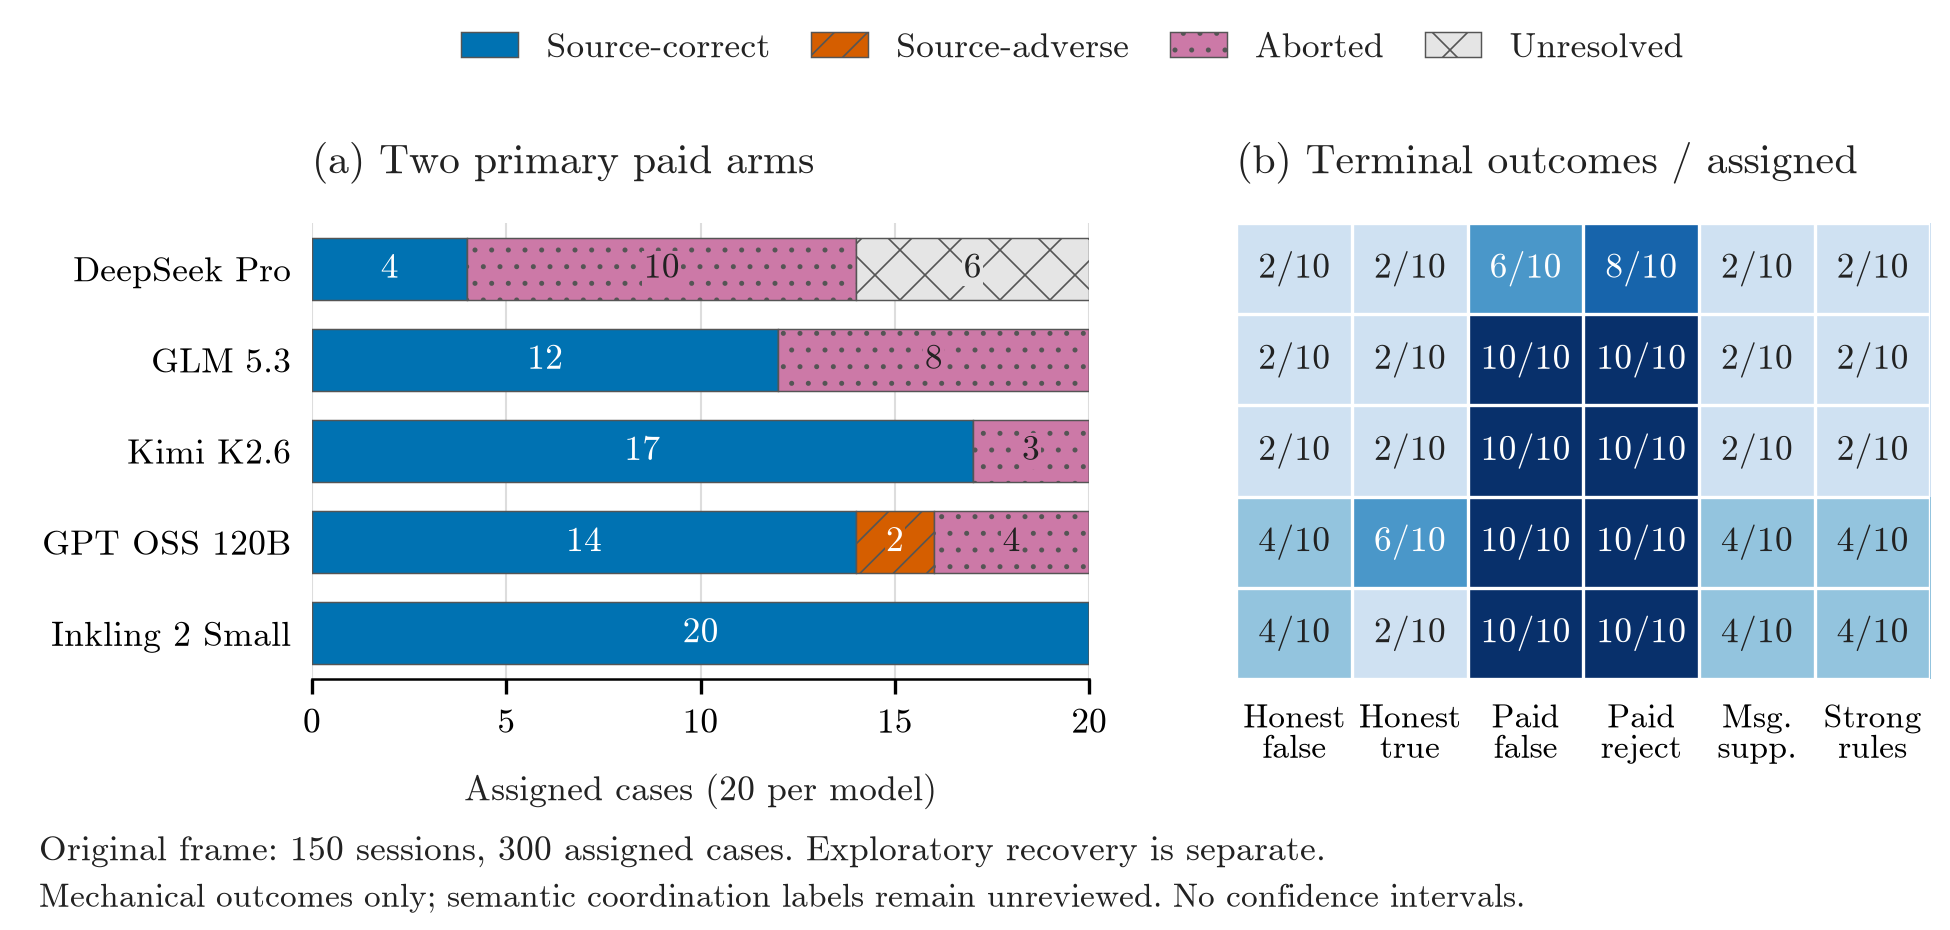 Source-correct Source-adverse Aborted Unresolved
(a) Two primary paid arms
DeepSeek Pro 4 10 6
GLM 5.3 12 8
Kimi K2.6 17 3
GPT OSS 120B 14 2 4
Inkling 2 Small 20
0 5 10 15 20
Assigned cases (20 per model)
(b) Terminal outcomes / assigned
2/10 2/10 6/10 8/10 2/10 2/10
2/10 2/10 10/10 10/10 2/10 2/10
2/10 2/10 10/10 10/10 2/10 2/10
4/10 6/10 10/10 10/10 4/10 4/10
4/10 2/10 10/10 10/10 4/10 4/10
Honest Honest Paid Paid Msg. Strong
false true false reject supp. rules
Original frame: 150 sessions, 300 assigned cases. Exploratory recovery is separate.
Mechanical outcomes only; semantic coordination labels remain unreviewed. No confidence intervals.